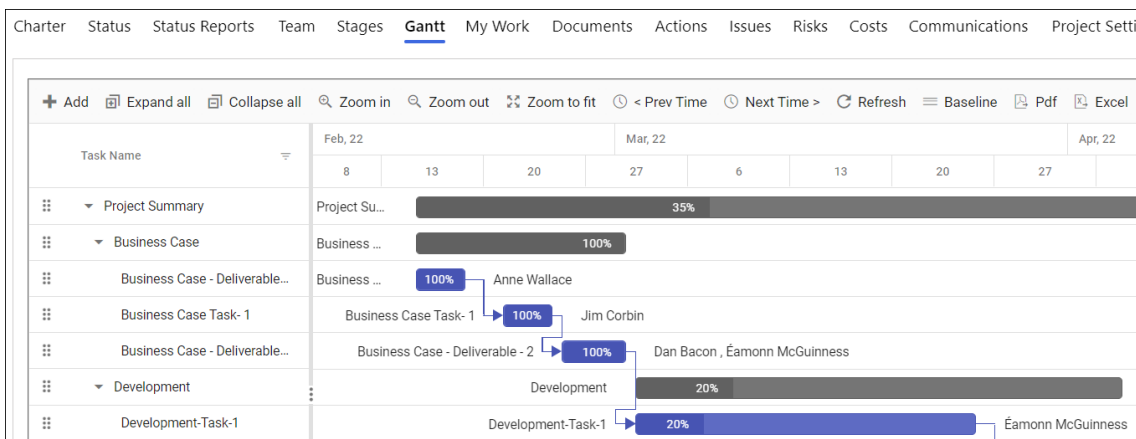 Charter Status Status Reports Team Stages Gantt My Work Documents Actions Issues Risks Costs Communications Project Setti
Add Expand all Collapse all Zoom in Zoom out Zoom to fit < Prev Time Next Time > Refresh Baseline Pdf Excel
Task Name Feb, 22 Mar, 22 Apr, 22
8 13 20 27 6 13 20 27
Project Summary Project Su... 35%
Business Case Business ... 100%
Business Case - Deliverable... Business ... 100% Anne Wallace
Business Case Task- 1 Business Case Task- 1 100% Jim Corbin
Business Case - Deliverable... Business Case - Deliverable - 2 100% Dan Bacon , Éamonn McGuinness
Development Development 20%
Development-Task-1 Development-Task-1 20% Éamonn McGuinness